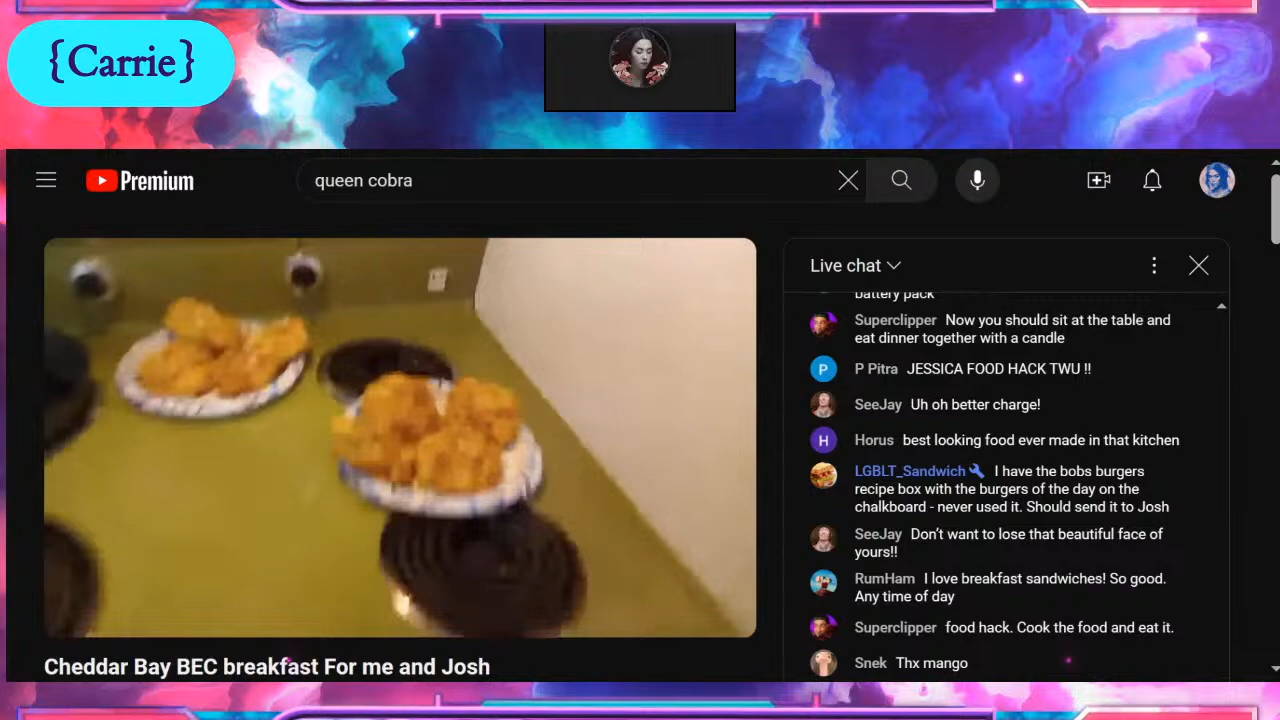 {Carrie}
Premium
queen cobra
Live chat
battery pack
Superclipper Now you should sit at the table and
eat dinner together with a candle
P
P Pitra JESSICA FOOD HACK TWU !!
SeeJay Uh oh better charge!
H
Horus best looking food ever made in that kitchen
LGBLT_Sandwich I have the bobs burgers
recipe box with the burgers of the day on the
chalkboard - never used it. Should send it to Josh
SeeJay Don't want to lose that beautiful face of
yours!!
RumHam I love breakfast sandwiches! So good.
Any time of day
Superclipper food hack. Cook the food and eat it.
Snek Thx mango
Cheddar Bay BEC breakfast For me and Josh